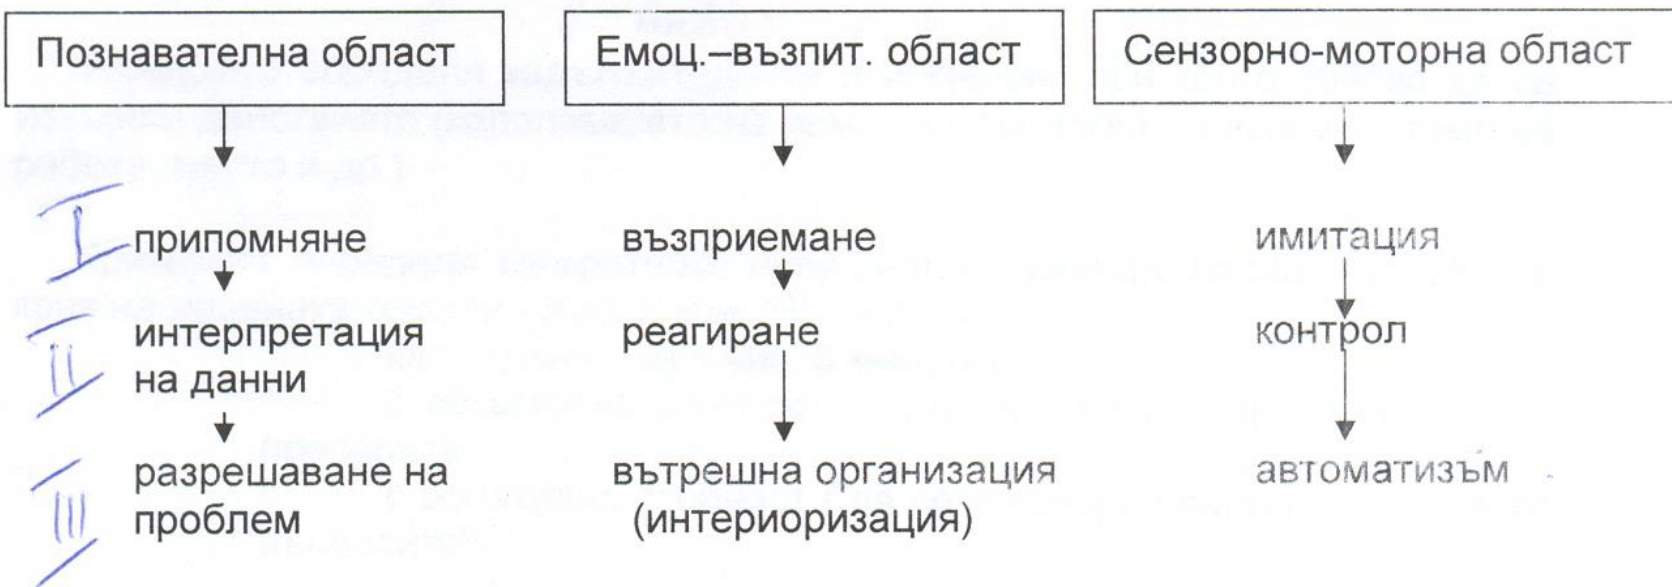 Познавателна област
Емоц.–възпит. област
Сензорно-моторна област
I
припомняне
възприемане
имитация
II
интерпретация
на данни
реагиране
контрол
III
разрешаване на
проблем
вътрешна организация
(интериоризация)
автоматизъм